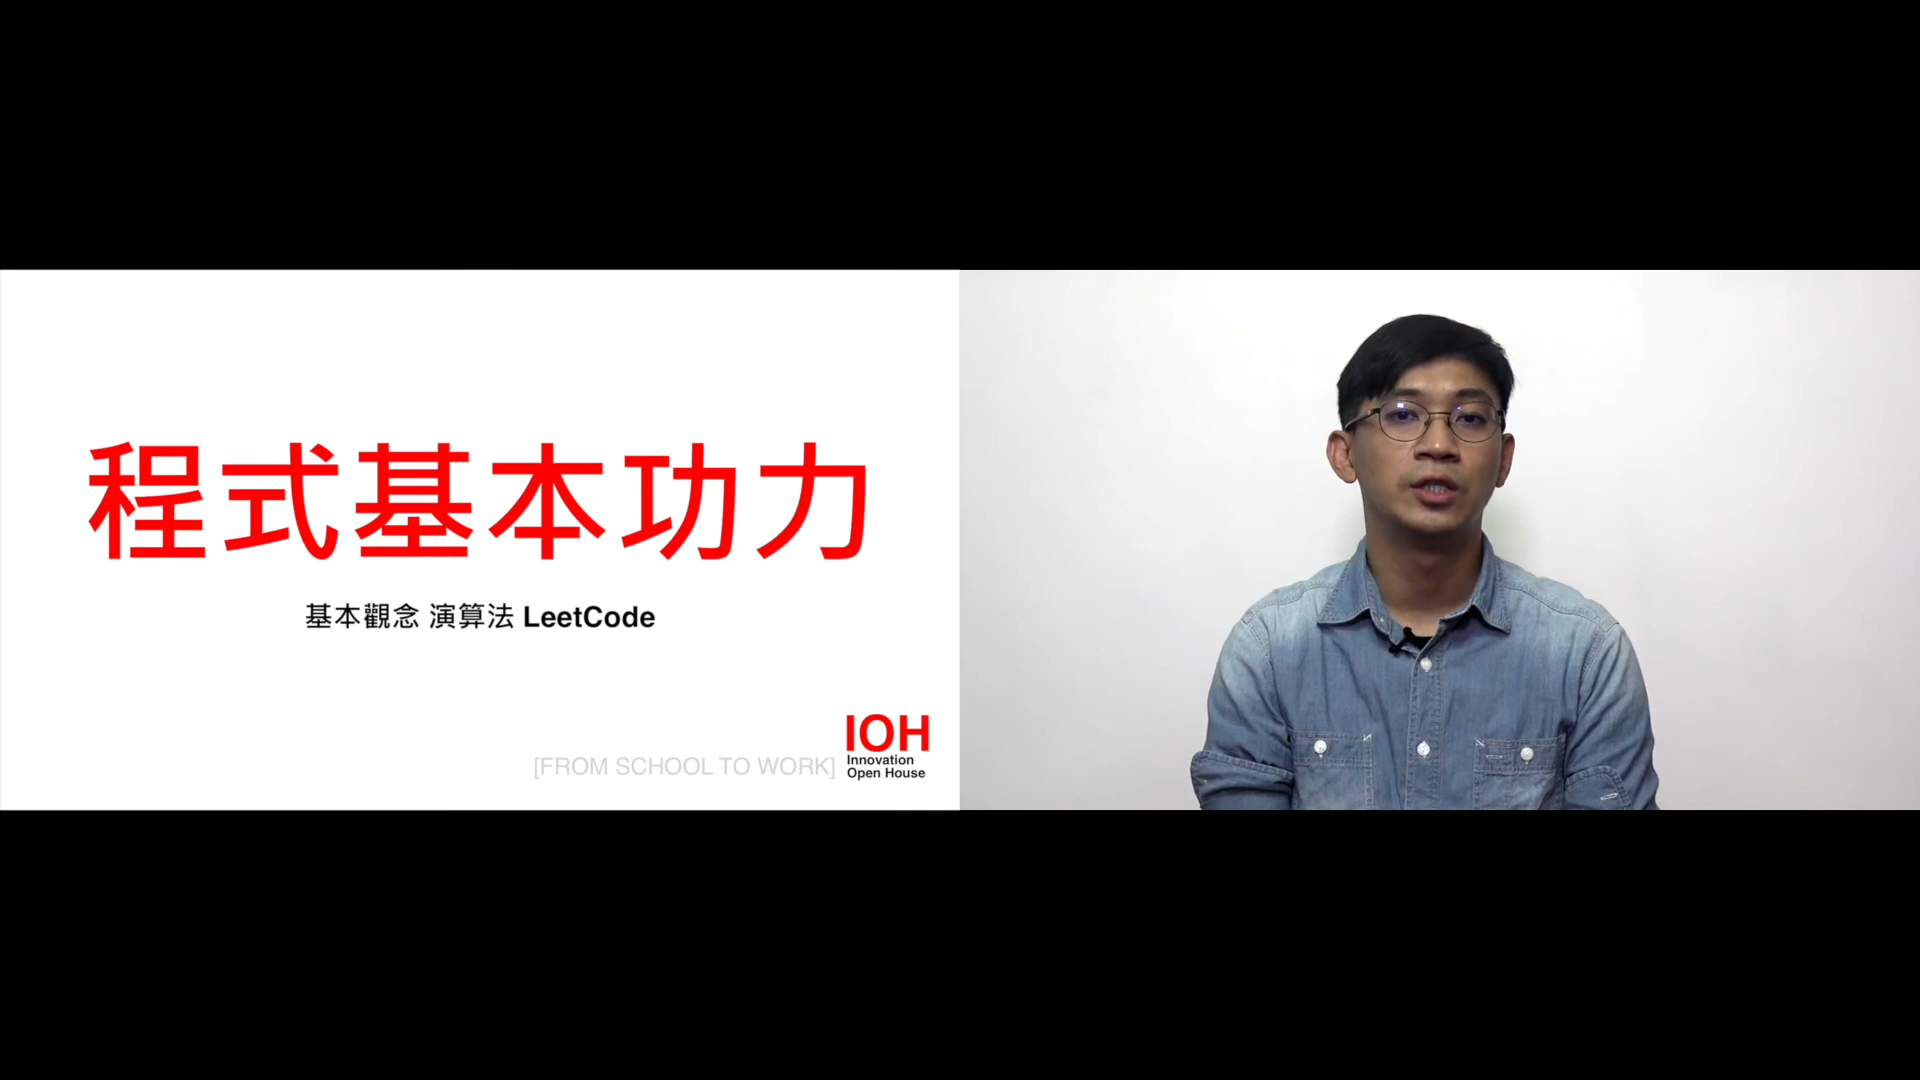 程式基本功力
基本觀念 演算法 LeetCode
[FROM SCHOOL TO WORK]
IOH
Innovation
Open House